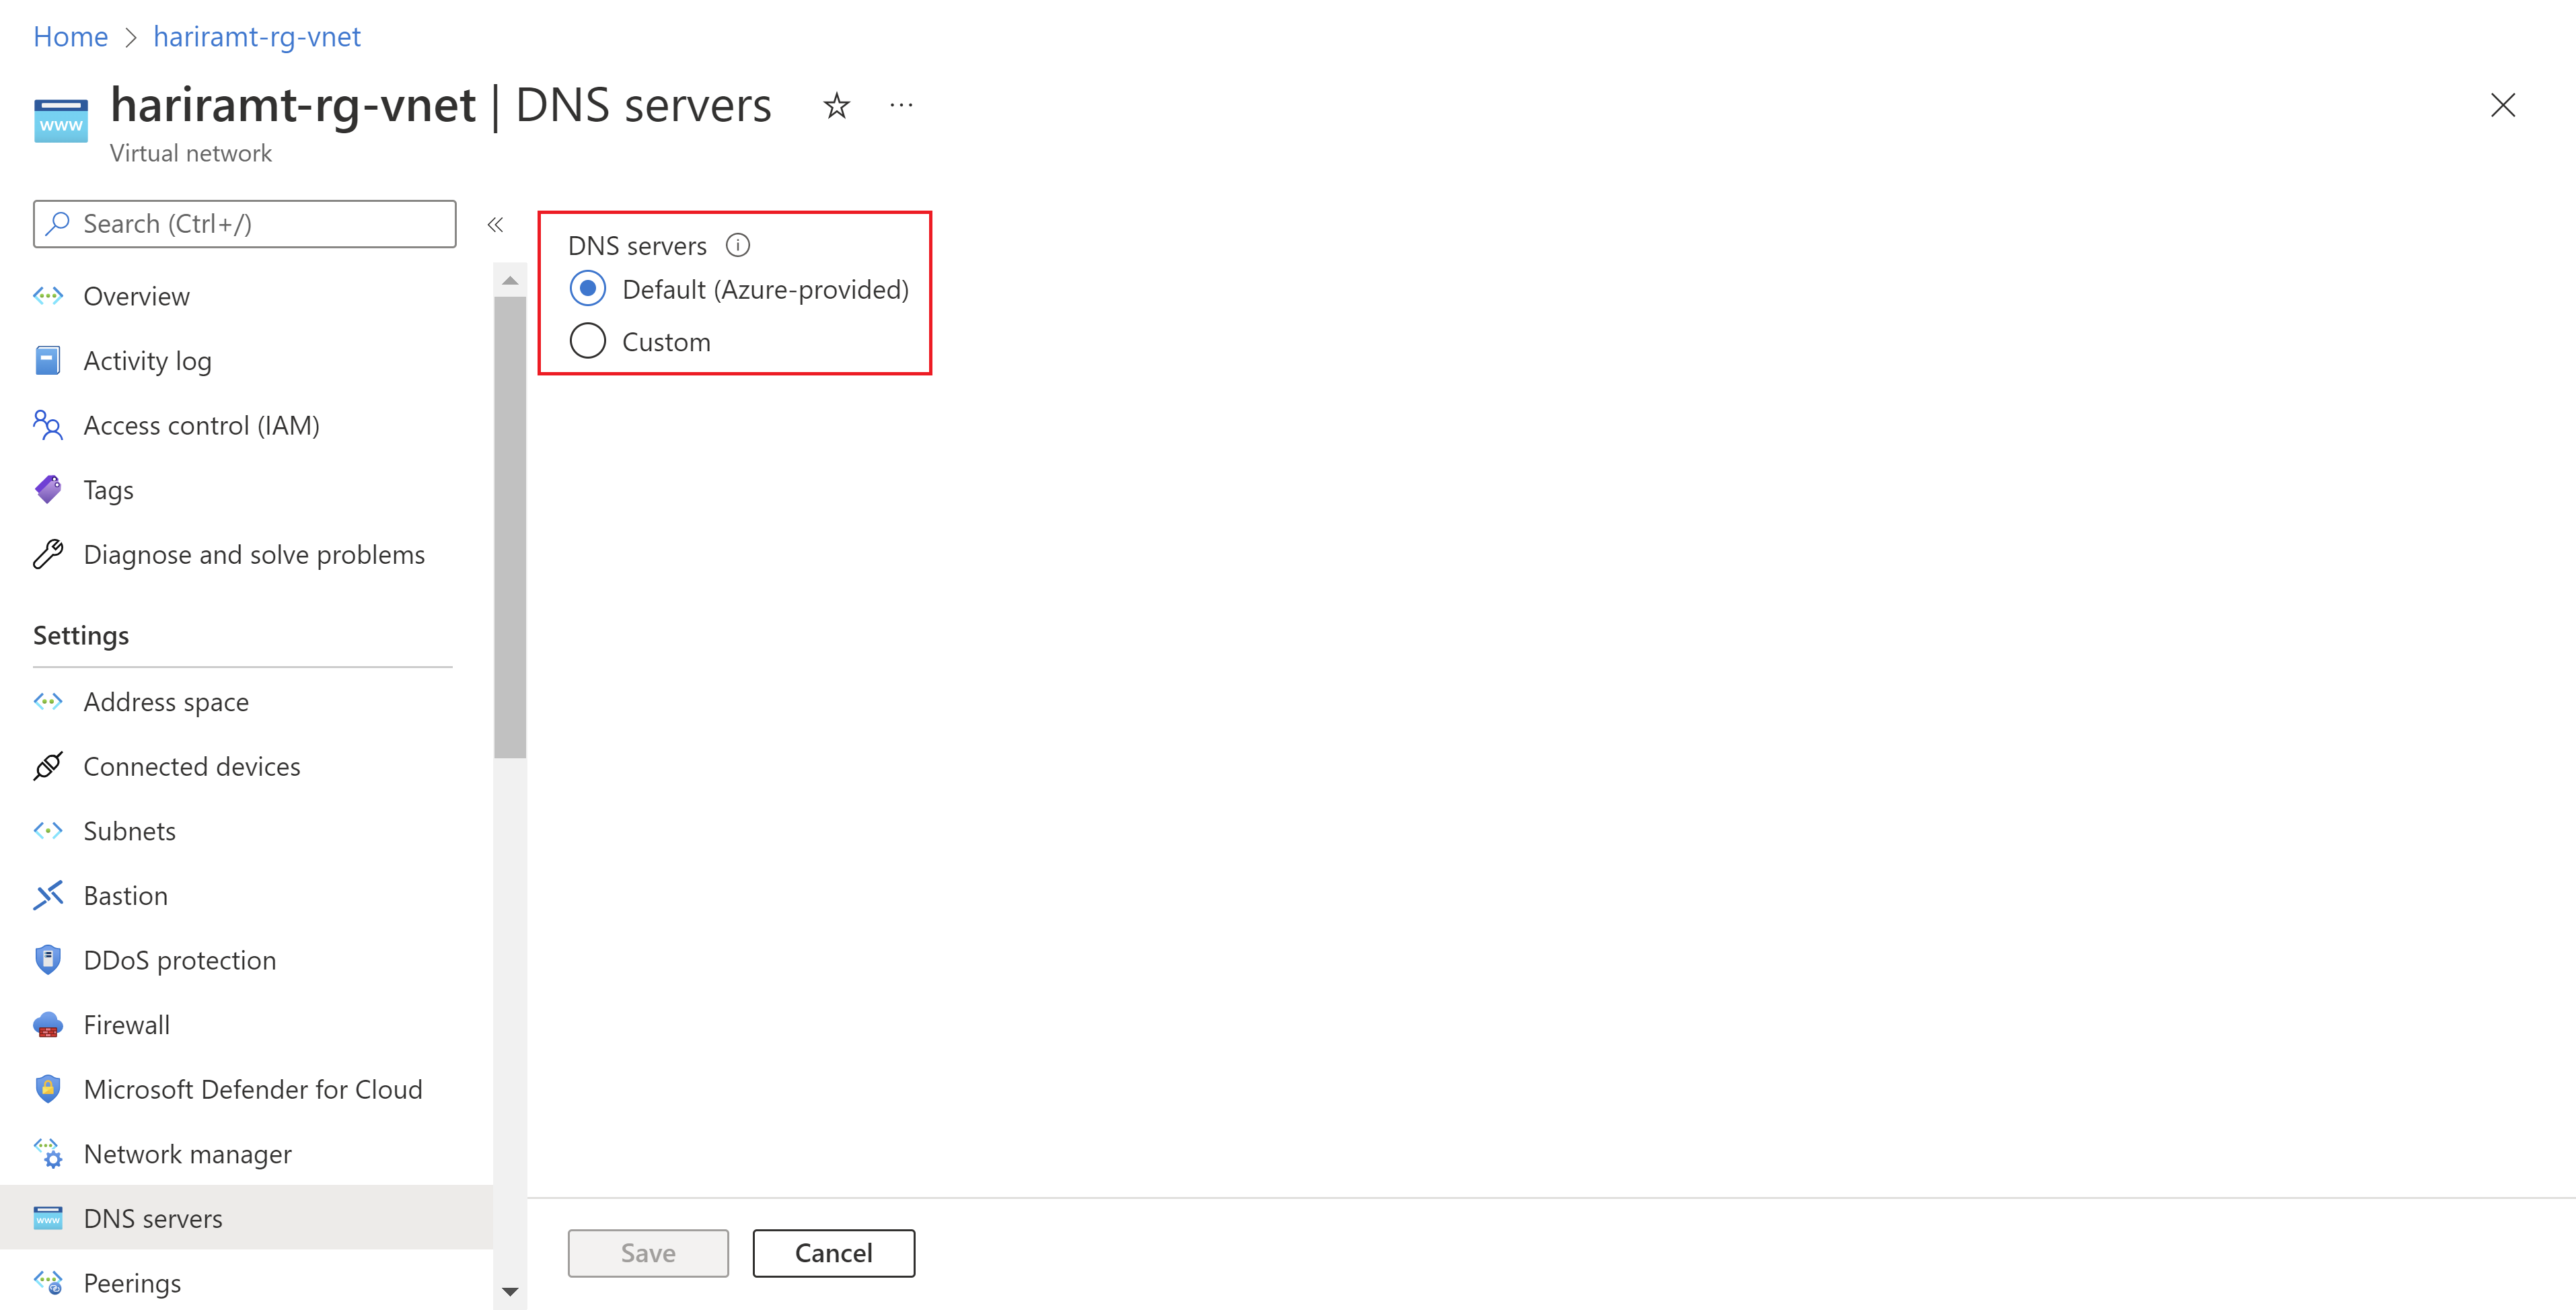 Home > hariramt-rg-vnet
www
hariramt-rg-vnet | DNS servers
Virtual network
Search (Ctrl+/)
Overview
Activity log
Access control (IAM)
Tags
Diagnose and solve problems
Settings
Address space
Connected devices
Subnets
Bastion
DDoS protection
Firewall
Microsoft Defender for Cloud
Network manager
www
DNS servers
Peerings
DNS servers
Default (Azure-provided)
Custom
Save
Cancel